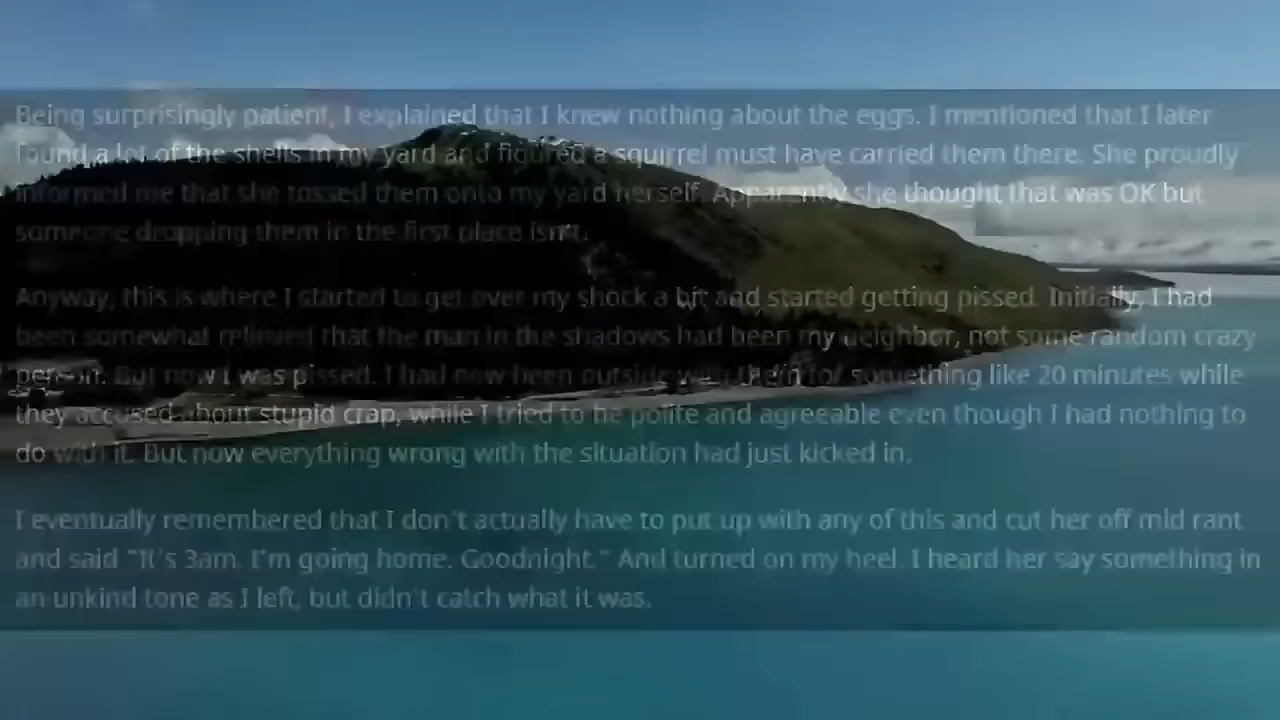 Being surprisingly patient, I explained that I knew nothing about the eggs. I mentioned that I later
found a lot of the shells in my yard and figured a squirrel must have carried them there. She proudly
informed me that she tossed them onto my yard herself. Apparently she thought that was OK but
someone dropping them in the first place isn't.
Anyway, this is where I started to get over my shock a bit and started getting pissed. Initially, I had
been somewhat relieved that the man in the shadows had been my neighbor, not some random crazy
person. But now I was pissed. I had now been outside with them for something like 20 minutes while
they accused about stupid crap, while I tried to be polite and agreeable even though I had nothing to
do with it. But now everything wrong with the situation had just kicked in.
I eventually remembered that I don't actually have to put up with any of this and cut her off mid rant
and said "It's 3am. I'm going home. Goodnight." And turned on my heel. I heard her say something in
an unkind tone as I left, but didn't catch what it was.